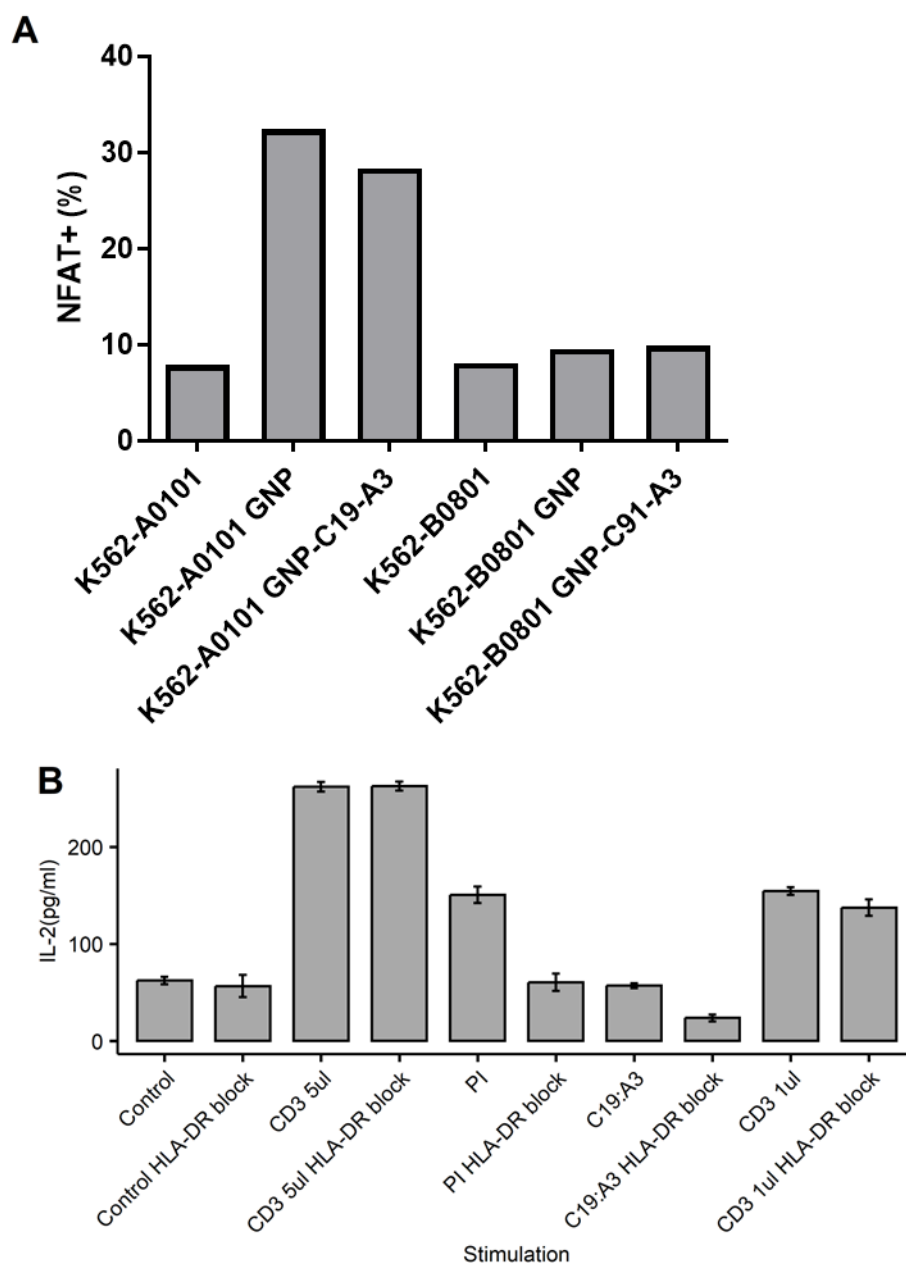 A
40
30
20
10
0
NFAT+ (%)
K562-A0101
K562-A0101 GNP
K562-A0101 GNP-C19-A3
K562-B0801
K562-B0801 GNP
K562-B0801 GNP-C91-A3
B
200
100
0
IL-2(pg/ml)
Control
Control HLA-DR block
CD3 5ul
CD3 5ul HLA-DR block
PI
PI HLA-DR block
C19:A3
C19:A3 HLA-DR block
CD3 1ul
CD3 1ul HLA-DR block
Stimulation